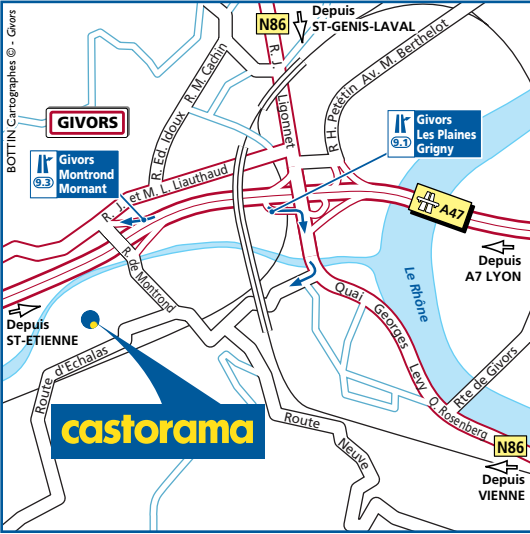 BOTTIN Cartographes © - Givors
N86
Depuis
ST-GENIS-LAVAL
R. J. Ligonnet
R. M. Cachin
R. Ed. Idoux
R H. Petétin
Av. M. Berthelot
GIVORS
9.3
Givors
Montrond
Mornant
9.1
Givors
Les Plaines
Grigny
R. J. et M. L. Liauthaud
A47
Depuis
A7 LYON
R. de Montrond
Le Rhône
Quai Georges Levy
Depuis
ST-ETIENNE
Route d'Echalas
castorama
Route Neuve
O. Rosenberg
Rte de Givors
N86
Depuis
VIENNE